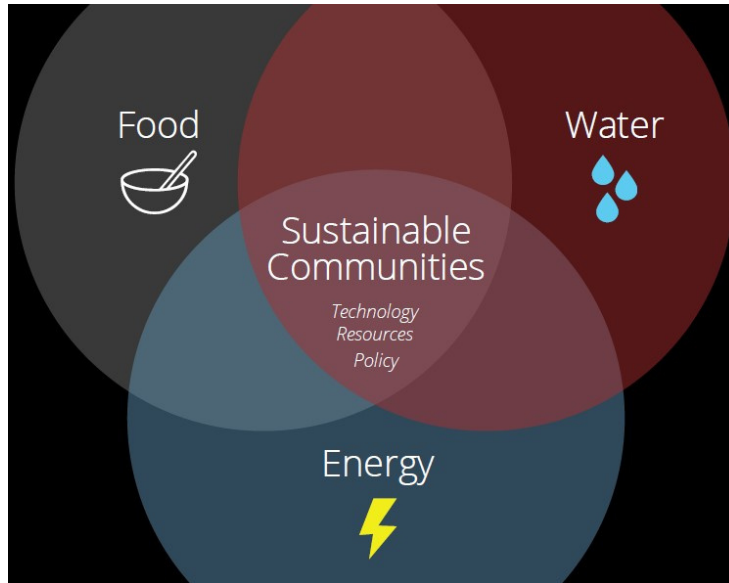 Food
Water
Sustainable
Communities
Technology
Resources
Policy
Energy